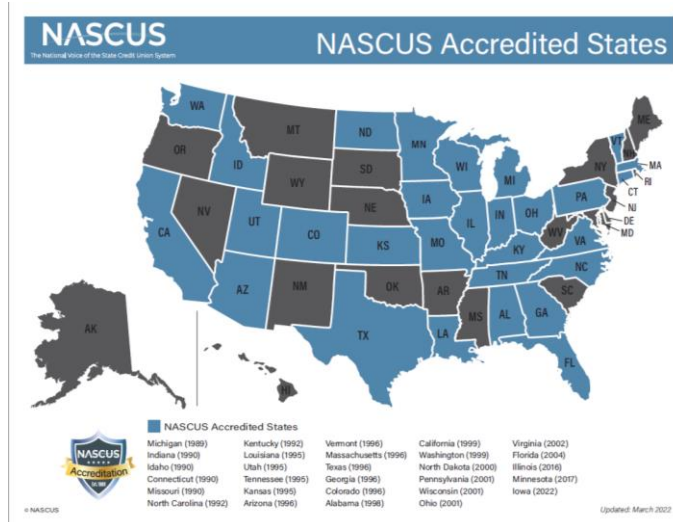 NASCUS
The National Voice of the State Credit Union System
NASCUS Accredited States
WA
MT
ND
MN
ME
OR
ID
SD
WI
VT
NH
NY
MA
WY
MI
RI
CT
IA
NE
PA
NJ
NV
UT
IL
IN
OH
DE
MD
CA
CO
KS
MO
WV
VA
KY
NC
TN
AZ
NM
OK
AR
SC
MS
AL
GA
TX
LA
AK
FL
HI
NASCUS Accredited States
NASCUS
Accreditation
EST. 1989
Michigan (1989)
Indiana (1990)
Idaho (1990)
Connecticut (1990)
Missouri (1990)
North Carolina (1992)
Kentucky (1992)
Louisiana (1995)
Utah (1995)
Tennessee (1995)
Kansas (1995)
Arizona (1996)
Vermont (1996)
Massachusetts (1996)
Texas (1996)
Georgia (1996)
Colorado (1996)
Alabama (1998)
California (1999)
Washington (1999)
North Dakota (2000)
Pennsylvania (2001)
Wisconsin (2001)
Ohio (2001)
Virginia (2002)
Florida (2004)
Illinois (2016)
Minnesota (2017)
Iowa (2022)
© NASCUS
Updated: March 2022